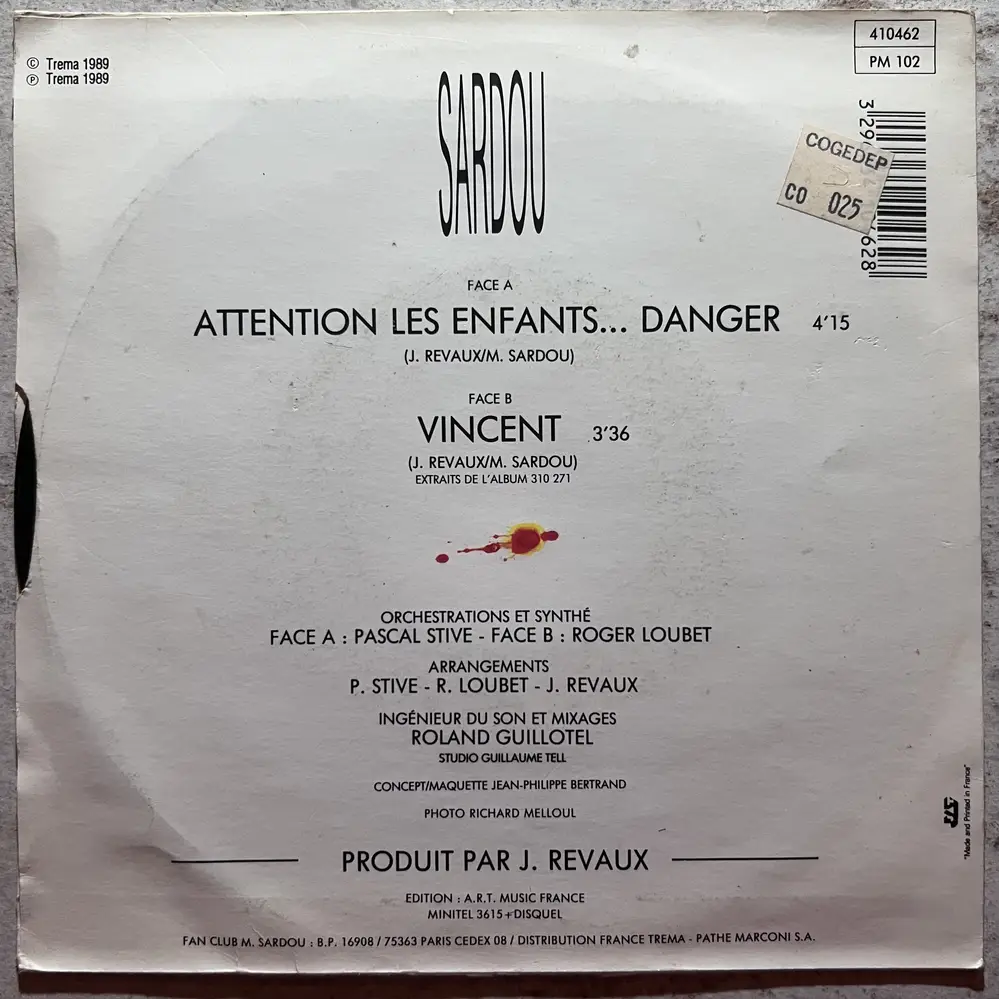 © Trema 1989
℗ Trema 1989
410462
PM 102
SARDOU
COGEDEP
CO 025
FACE A
ATTENTION LES ENFANTS... DANGER 4'15
(J. REVAUX/M. SARDOU)
FACE B
VINCENT 3'36
(J. REVAUX/M. SARDOU)
EXTRAITS DE L'ALBUM 310 271
ORCHESTRATIONS ET SYNTHÉ
FACE A : PASCAL STIVE - FACE B : ROGER LOUBET
ARRANGEMENTS
P. STIVE - R. LOUBET - J. REVAUX
INGÉNIEUR DU SON ET MIXAGES
ROLAND GUILLOTEL
STUDIO GUILLAUME TELL
CONCEPT/MAQUETTE JEAN-PHILIPPE BERTRAND
PHOTO RICHARD MELLOUL
"Made and Printed in France"
PRODUIT PAR J. REVAUX
EDITION : A.R.T. MUSIC FRANCE
MINITEL 3615+DISQUEL
FAN CLUB M. SARDOU : B.P. 16908 / 75363 PARIS CEDEX 08 / DISTRIBUTION FRANCE TREMA - PATHE MARCONI S.A.